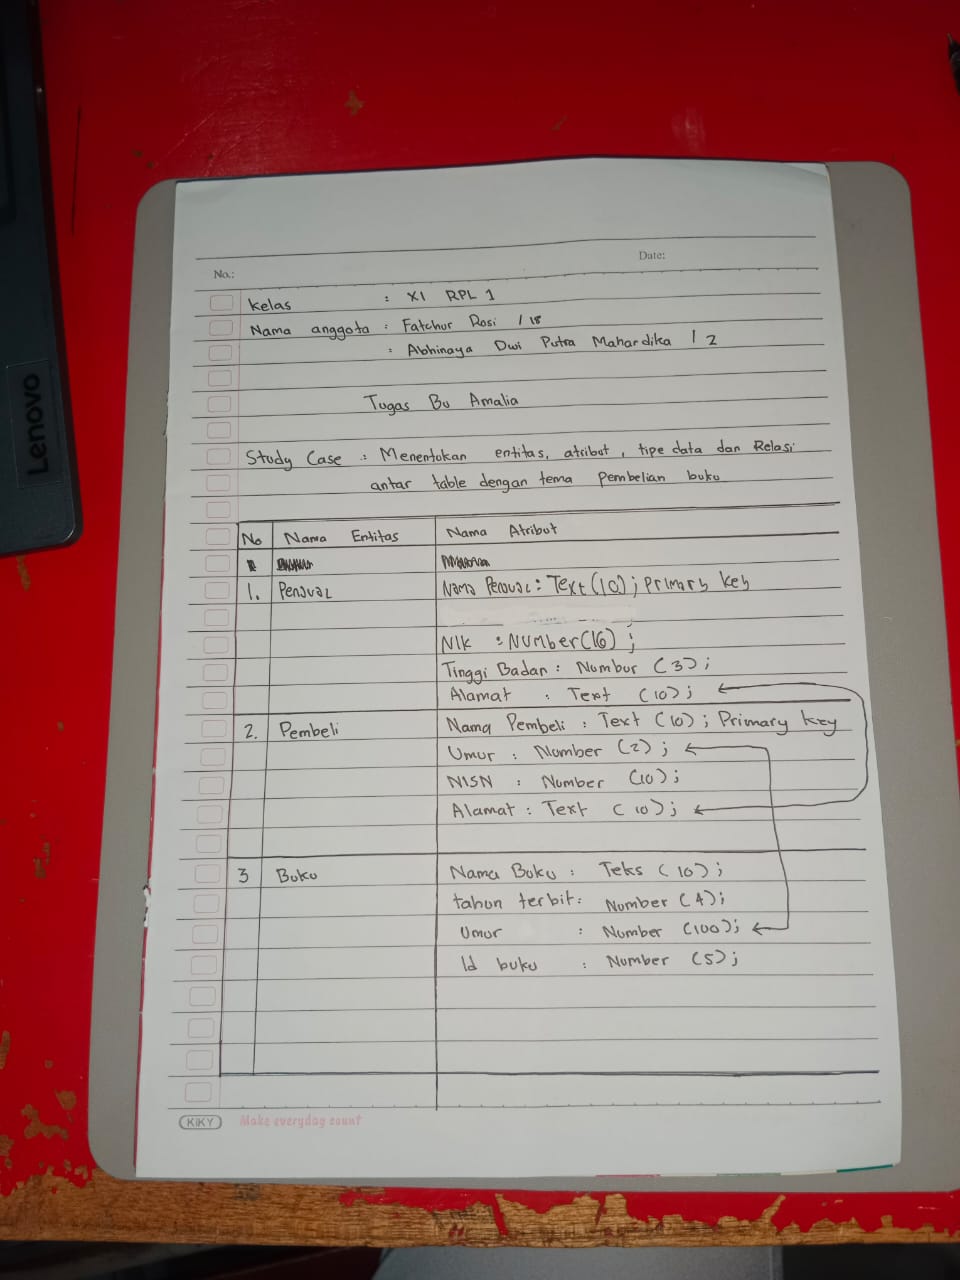 Lenovo
No.:
Date:
Kelas : XI RPL 1
Nama anggota : Fatchur Rosi / 18
: Abhinaya Dwi Putra Mahardika / 2
Tugas Bu Amalia
Study Case : Menentukan entitas, atribut, tipe data dan Relasi
antar table dengan tema pembelian buku
No Nama Entitas Nama Atribut
1. Penjual Nama Penjual : Text (10) ; Primary key
NIK : Number (16) ;
Tinggi Badan : Number (3) ;
Alamat : Text (10) ;
2. Pembeli Nama Pembeli : Text (10) ; Primary key
Umur : Number (2) ;
NISN : Number (10) ;
Alamat : Text (10) ;
3 Buku Nama Buku : Teks (10) ;
tahun terbit : Number (4) ;
Umur : Number (100) ;
Id buku : Number (5) ;
KIKY Make everyday count